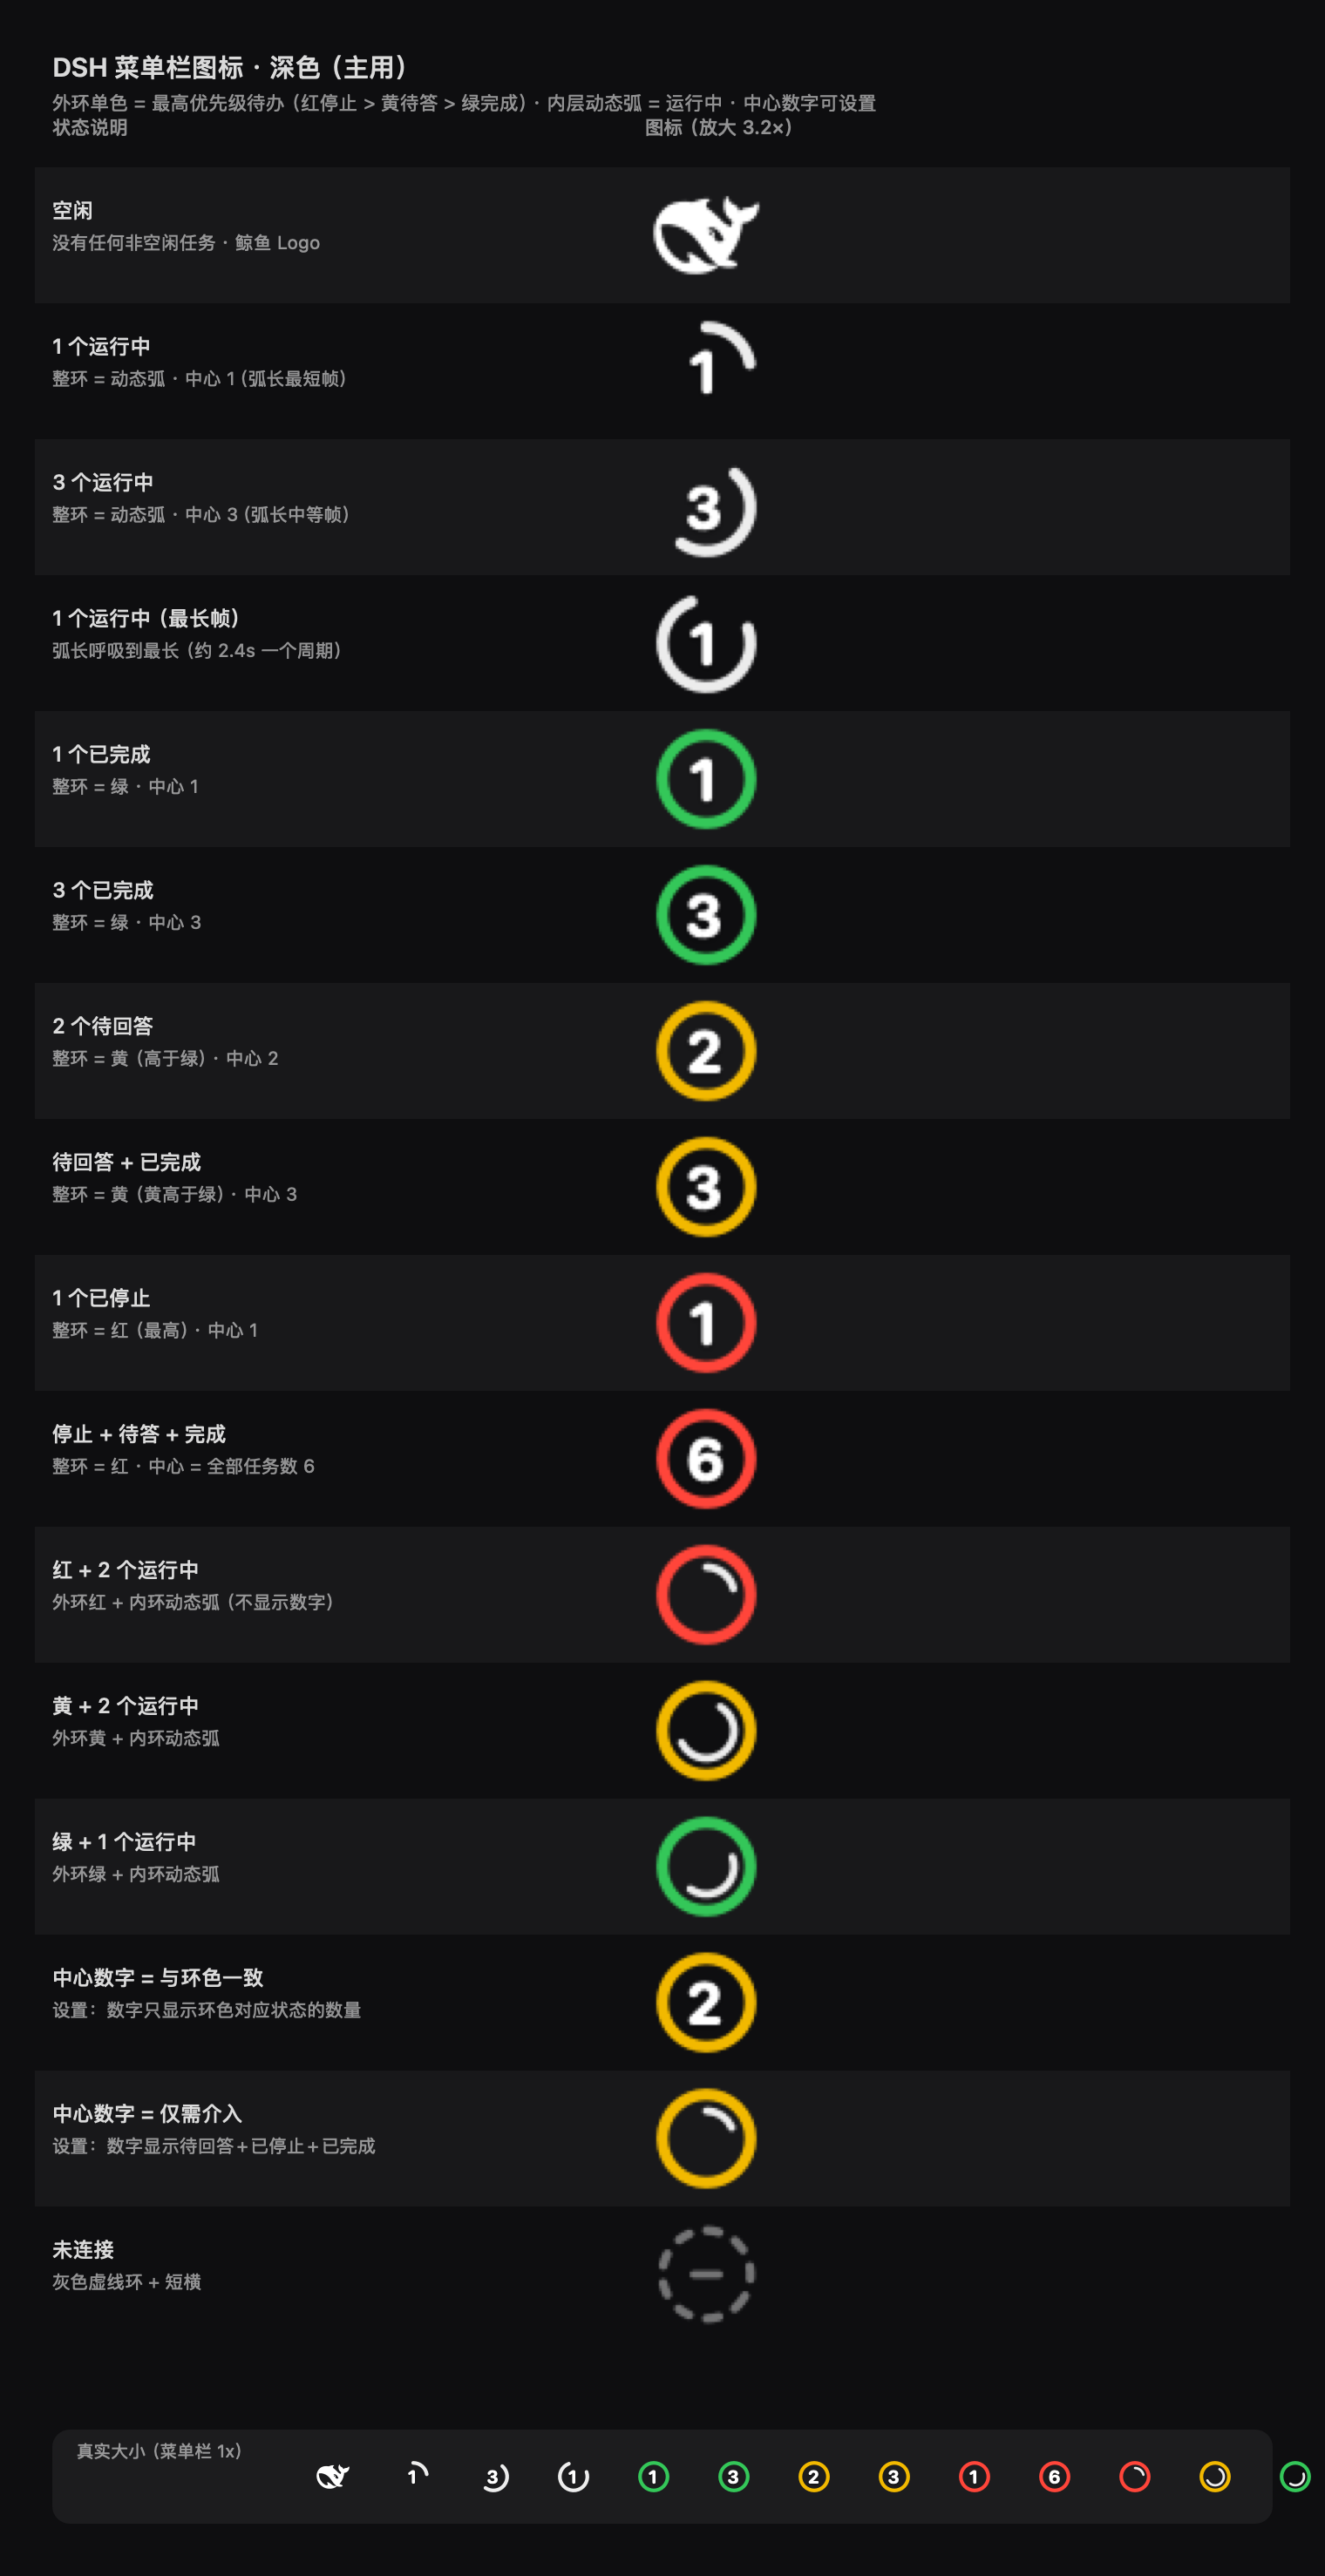 DSH 菜单栏图标 · 深色（主用）
外环单色 = 最高优先级待办（红停止 > 黄待答 > 绿完成）· 内层动态弧 = 运行中 · 中心数字可设置
状态说明
图标（放大 3.2×）
空闲
没有任何非空闲任务 · 鲸鱼 Logo
1 个运行中
整环 = 动态弧 · 中心 1（弧长最短帧）
1
3 个运行中
整环 = 动态弧 · 中心 3（弧长中等帧）
3
1 个运行中（最长帧）
弧长呼吸到最长（约 2.4s 一个周期）
1
1 个已完成
整环 = 绿 · 中心 1
1
3 个已完成
整环 = 绿 · 中心 3
3
2 个待回答
整环 = 黄（高于绿）· 中心 2
2
待回答 + 已完成
整环 = 黄（黄高于绿）· 中心 3
3
1 个已停止
整环 = 红（最高）· 中心 1
1
停止 + 待答 + 完成
整环 = 红 · 中心 = 全部任务数 6
6
红 + 2 个运行中
外环红 + 内环动态弧（不显示数字）
黄 + 2 个运行中
外环黄 + 内环动态弧
绿 + 1 个运行中
外环绿 + 内环动态弧
中心数字 = 与环色一致
设置：数字只显示环色对应状态的数量
2
中心数字 = 仅需介入
设置：数字显示待回答+已停止+已完成
未连接
灰色虚线环 + 短横
真实大小（菜单栏 1x）
1 3 1 1 3 2 3 1 6